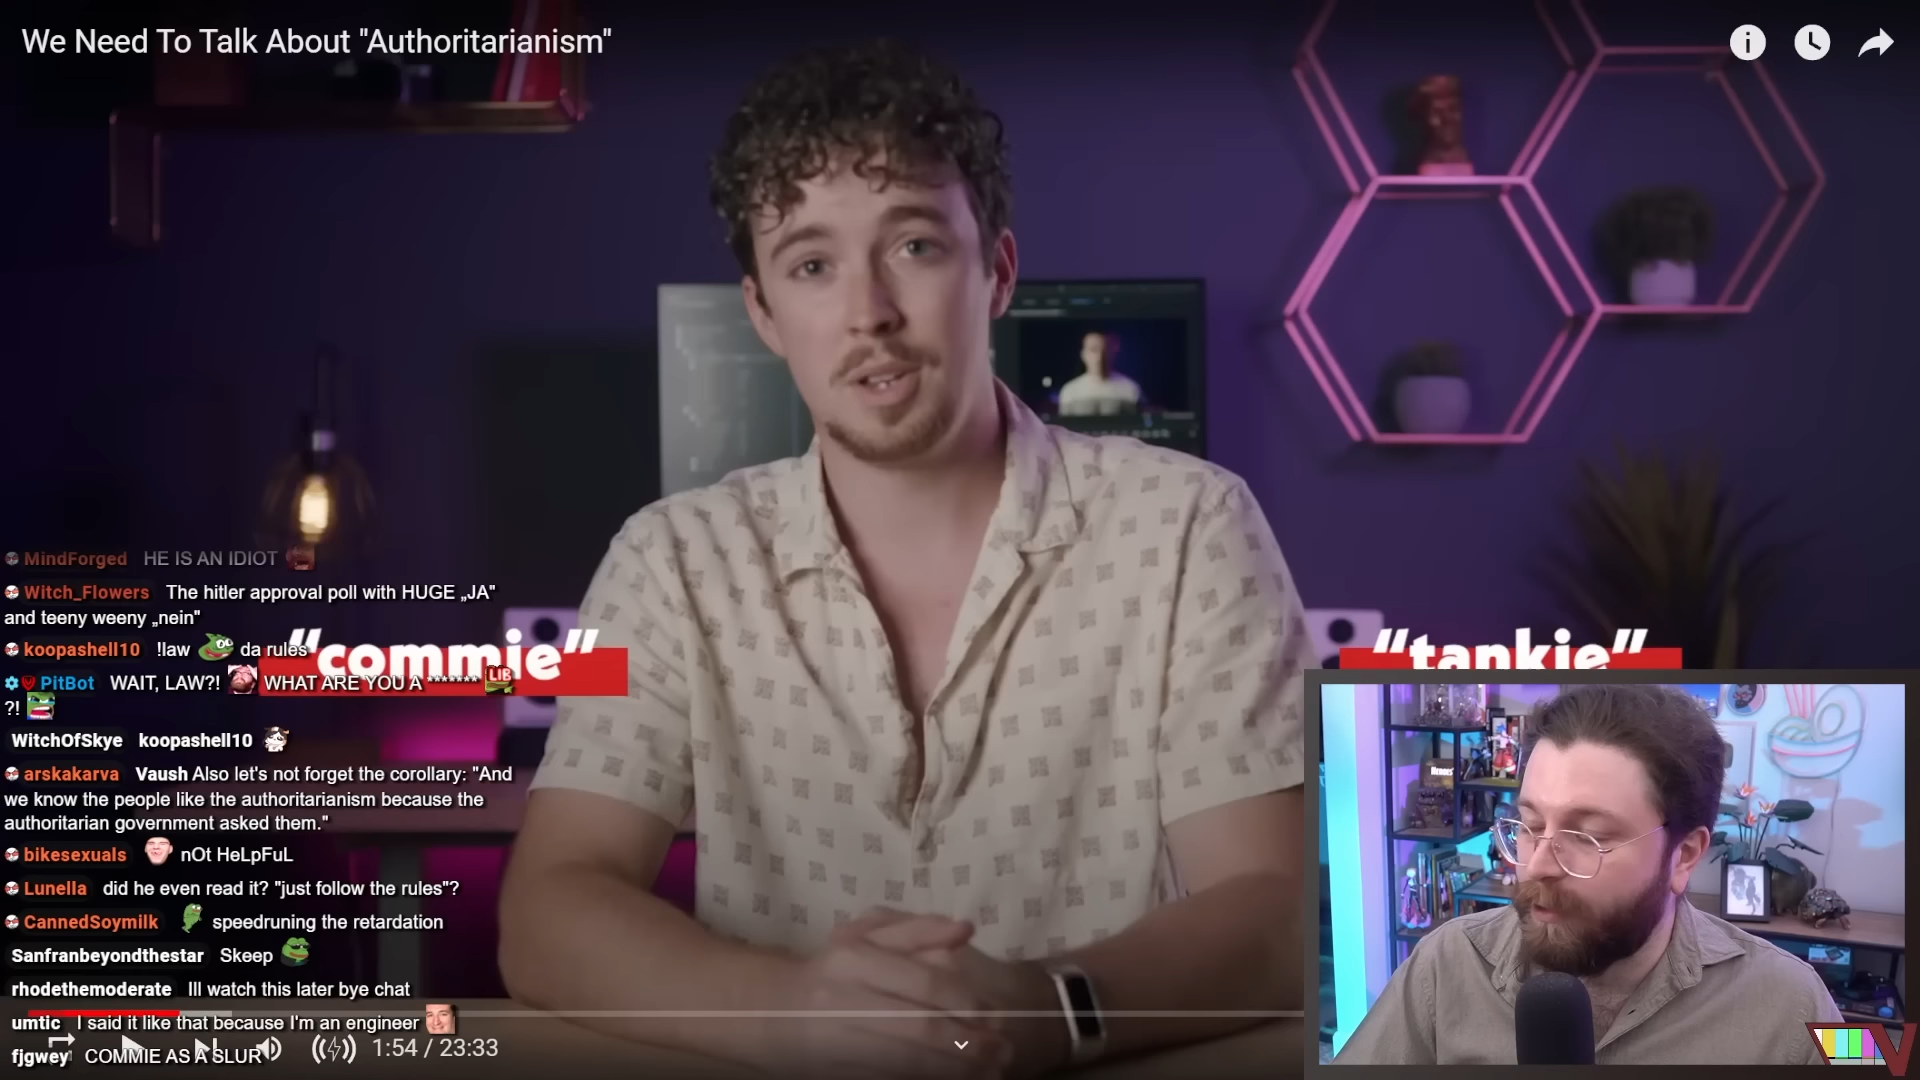 We Need To Talk About "Authoritarianism"
MindForged HE IS AN IDIOT
Witch_Flowers The hitler approval poll with HUGE „JA"
and teeny weeny „nein"
koopashell10 !law da rules
"commie"
"tankie"
PitBot WAIT, LAW?! WHAT ARE YOU A ******* LIB
?!
WitchOfSkye koopashell10
arskakarva Vaush Also let's not forget the corollary: "And
we know the people like the authoritarianism because the
authoritarian government asked them."
bikesexuals nOt HeLpFuL
Lunella did he even read it? "just follow the rules"?
CannedSoymilk speedruning the retardation
Sanfranbeyondthestar Skeep
rhodethemoderate Ill watch this later bye chat
umtic I said it like that because I'm an engineer
fjgwey COMMIE AS A SLUR
1:54 / 23:33
HEROES
V